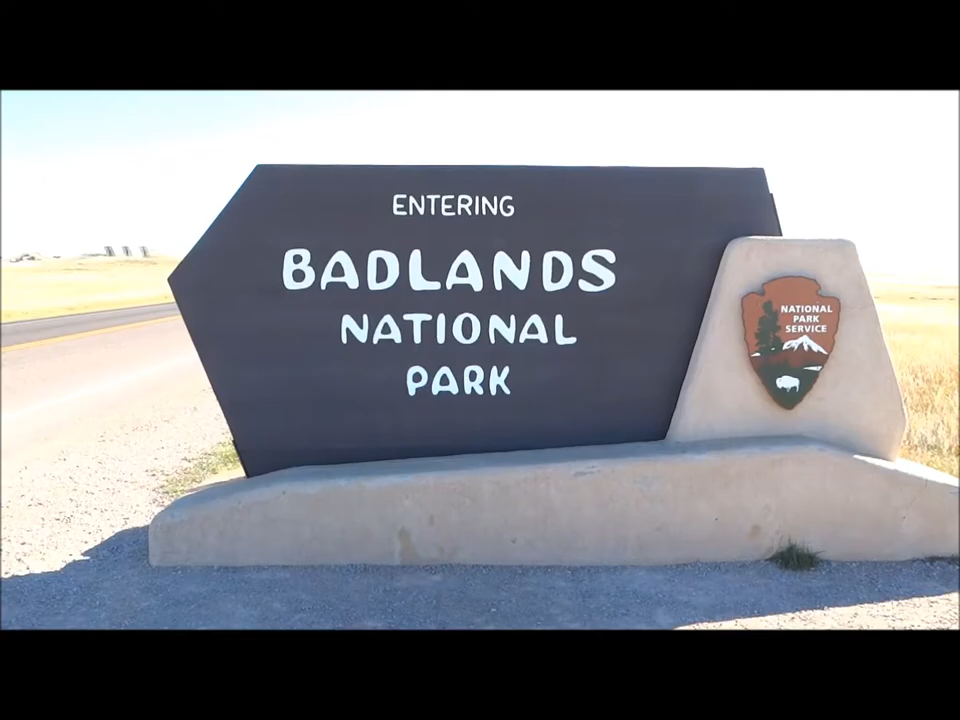 ENTERING
BADLANDS
NATIONAL
PARK
NATIONAL
PARK
SERVICE